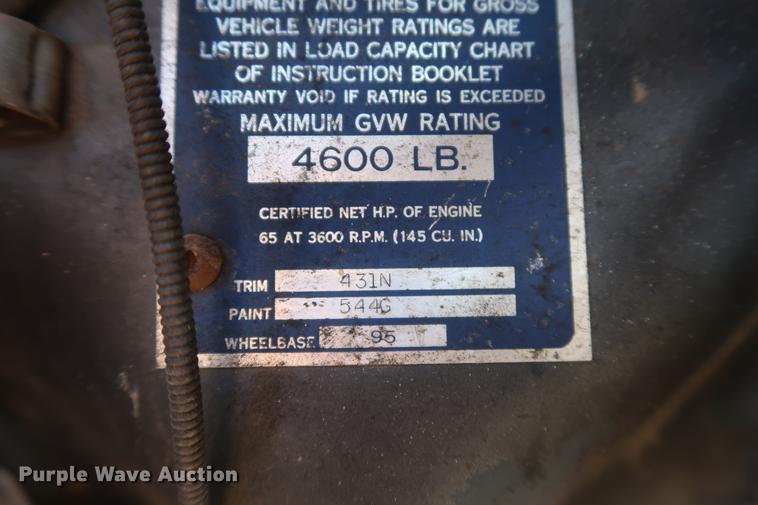 EQUIPMENT AND TIRES FOR GROSS
VEHICLE WEIGHT RATINGS ARE
LISTED IN LOAD CAPACITY CHART
OF INSTRUCTION BOOKLET
WARRANTY VOID IF RATING IS EXCEEDED
MAXIMUM GVW RATING
4600 LB.
CERTIFIED NET H.P. OF ENGINE
65 AT 3600 R.P.M. (145 CU. IN.)
TRIM 431N
PAINT 544G
WHEELBASE 95
Purple Wave Auction